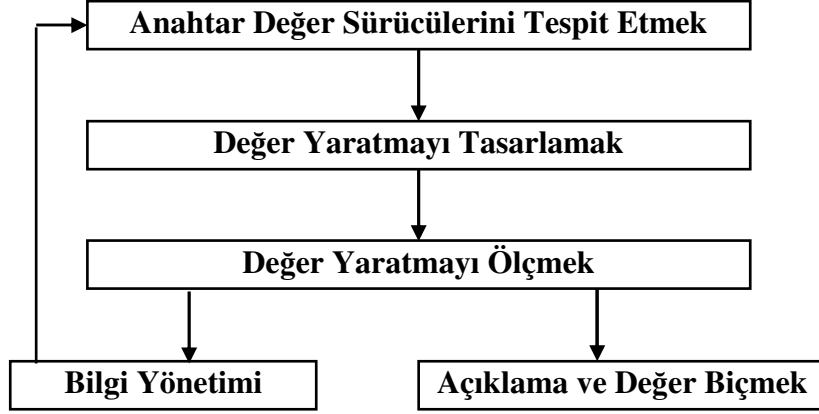 Anahtar Değer Sürücülerini Tespit Etmek
Değer Yaratmayı Tasarlamak
Değer Yaratmayı Ölçmek
Bilgi Yönetimi
Açıklama ve Değer Biçmek